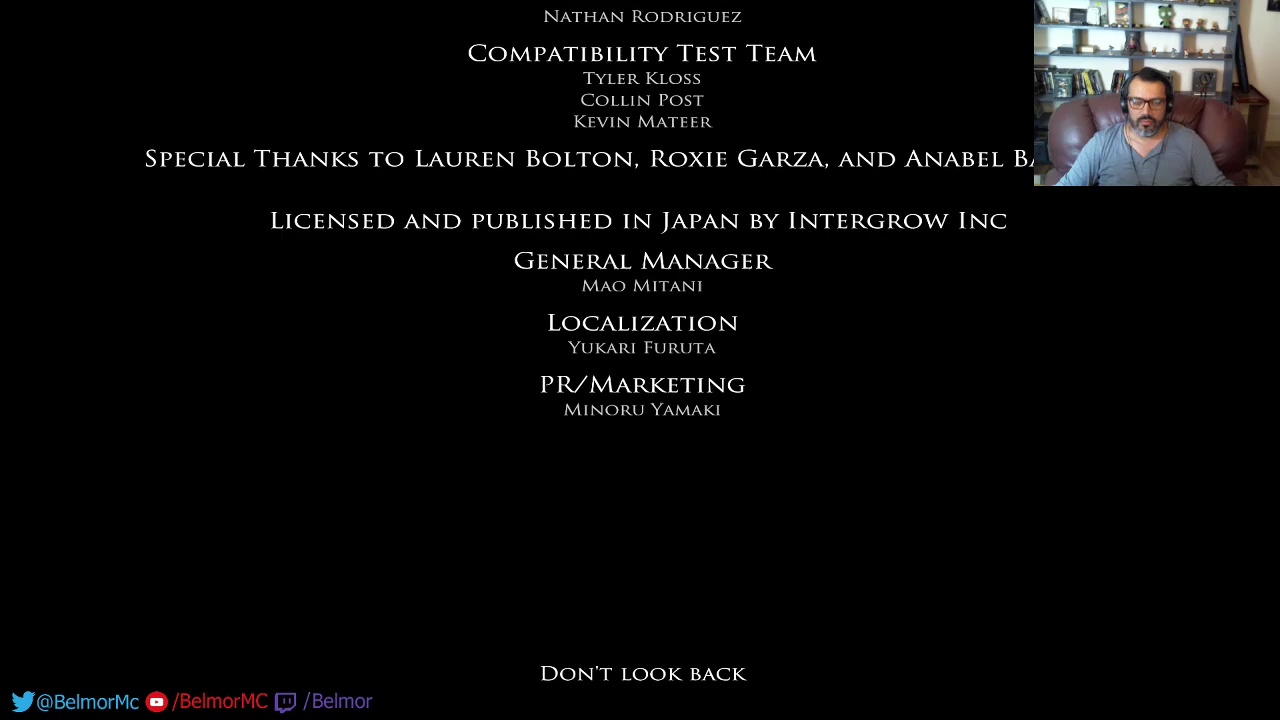 Nathan Rodriguez
Compatibility Test Team
Tyler Kloss
Collin Post
Kevin Mateer
Special Thanks to Lauren Bolton, Roxie Garza, and Anabel
Licensed and published in Japan by Intergrow Inc
General Manager
Mao Mitani
Localization
Yukari Furuta
PR/Marketing
Minoru Yamaki
Don't look back
@BelmorMc /BelmorMC /Belmor